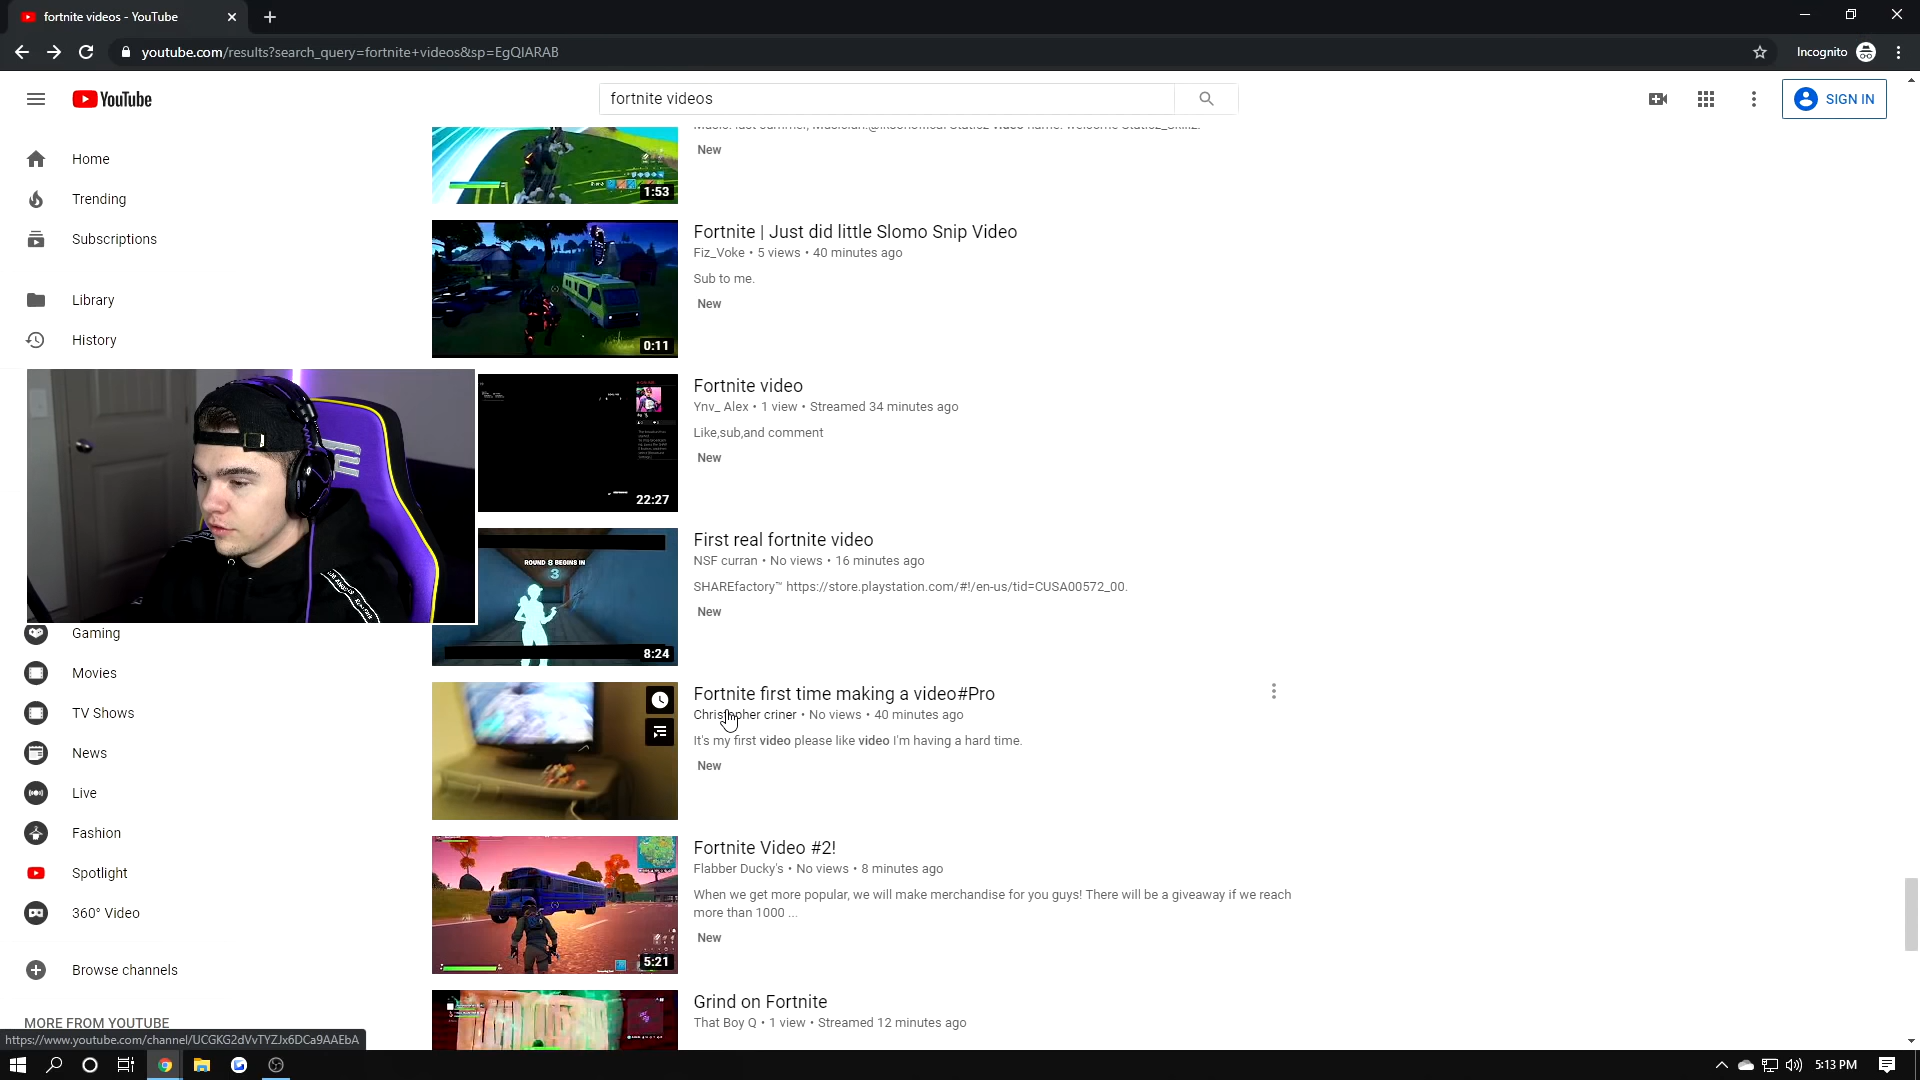 fortnite videos - YouTube
youtube.com/results?search_query=fortnite+videos&sp=EgQIARAB
Incognito
YouTube
fortnite videos
SIGN IN
Home
Trending
Subscriptions
Library
History
Gaming
Movies
TV Shows
News
Live
Fashion
Spotlight
360° Video
Browse channels
MORE FROM YOUTUBE
New
1:53
Fortnite | Just did little Slomo Snip Video
Fiz_Voke • 5 views • 40 minutes ago
Sub to me.
New
0:11
Fortnite video
Ynv_ Alex • 1 view • Streamed 34 minutes ago
Like,sub,and comment
New
22:27
First real fortnite video
NSF curran • No views • 16 minutes ago
SHAREfactory™ https://store.playstation.com/#!/en-us/tid=CUSA00572_00.
New
ROUND 8 BEGINS IN
3
8:24
Fortnite first time making a video#Pro
Christopher criner • No views • 40 minutes ago
It's my first video please like video I'm having a hard time.
New
Fortnite Video #2!
Flabber Ducky's • No views • 8 minutes ago
When we get more popular, we will make merchandise for you guys! There will be a giveaway if we reach
more than 1000 ...
New
5:21
Grind on Fortnite
That Boy Q • 1 view • Streamed 12 minutes ago
https://www.youtube.com/channel/UCGKG2dVvTYZJx6DCa9AAEbA
5:13 PM